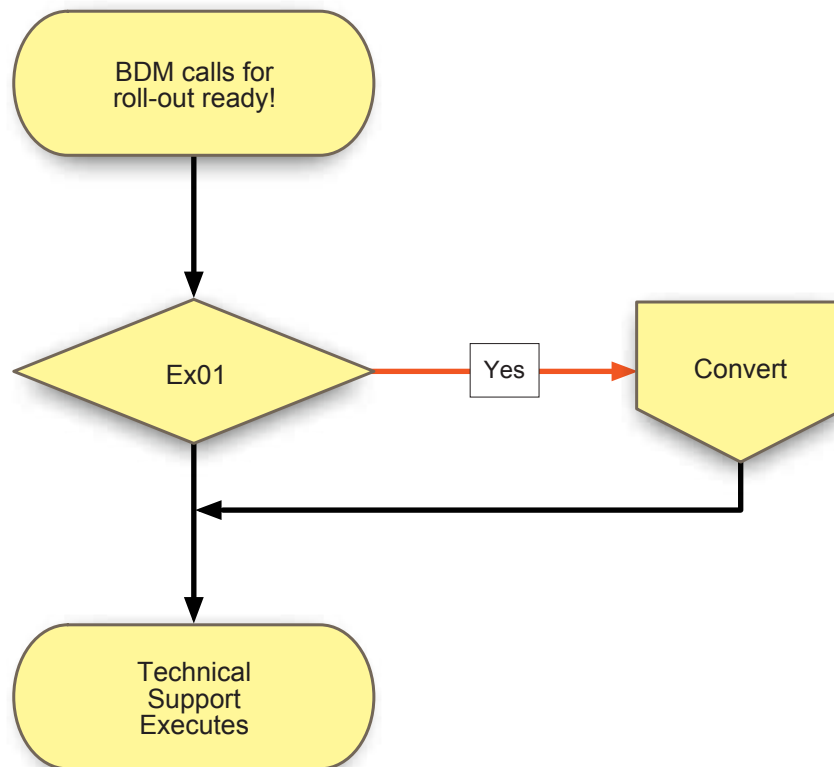 BDM calls for
roll-out ready!
Ex01
Yes
Convert
Technical
Support
Executes